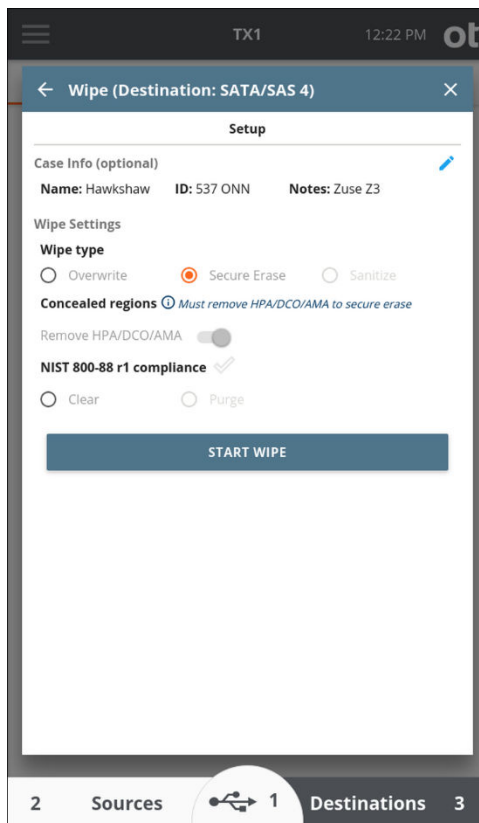 TX1 12:22 PM ot
Wipe (Destination: SATA/SAS 4)
Setup
Case Info (optional)
Name: Hawkshaw ID: 537 ONN Notes: Zuse Z3
Wipe Settings
Wipe type
Overwrite Secure Erase Sanitize
Concealed regions Must remove HPA/DCO/AMA to secure erase
Remove HPA/DCO/AMA
NIST 800-88 r1 compliance
Clear Purge
START WIPE
2 Sources 1 Destinations 3